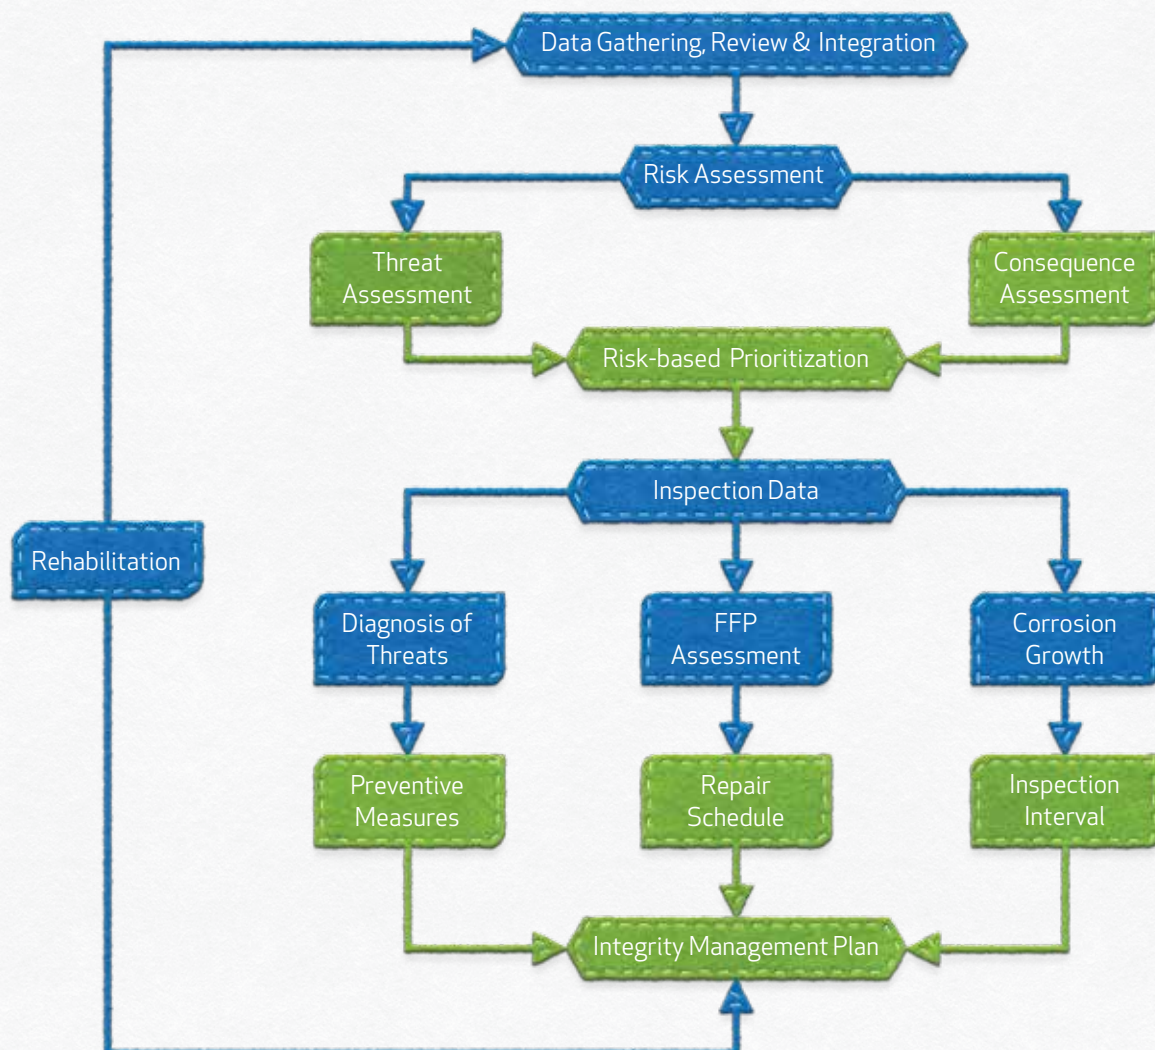 Data Gathering, Review & Integration
Risk Assessment
Threat
Assessment
Consequence
Assessment
Risk-based Prioritization
Inspection Data
Rehabilitation
Diagnosis of
Threats
FFP
Assessment
Corrosion
Growth
Preventive
Measures
Repair
Schedule
Inspection
Interval
Integrity Management Plan